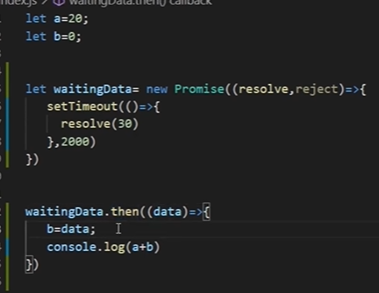 index.js > waitingData.then() callback
let a=20;
let b=0;
let waitingData= new Promise((resolve,reject)=>{
setTimeout(()=>{
resolve(30)
},2000)
})
waitingData.then((data)=>{
b=data;
console.log(a+b)
})